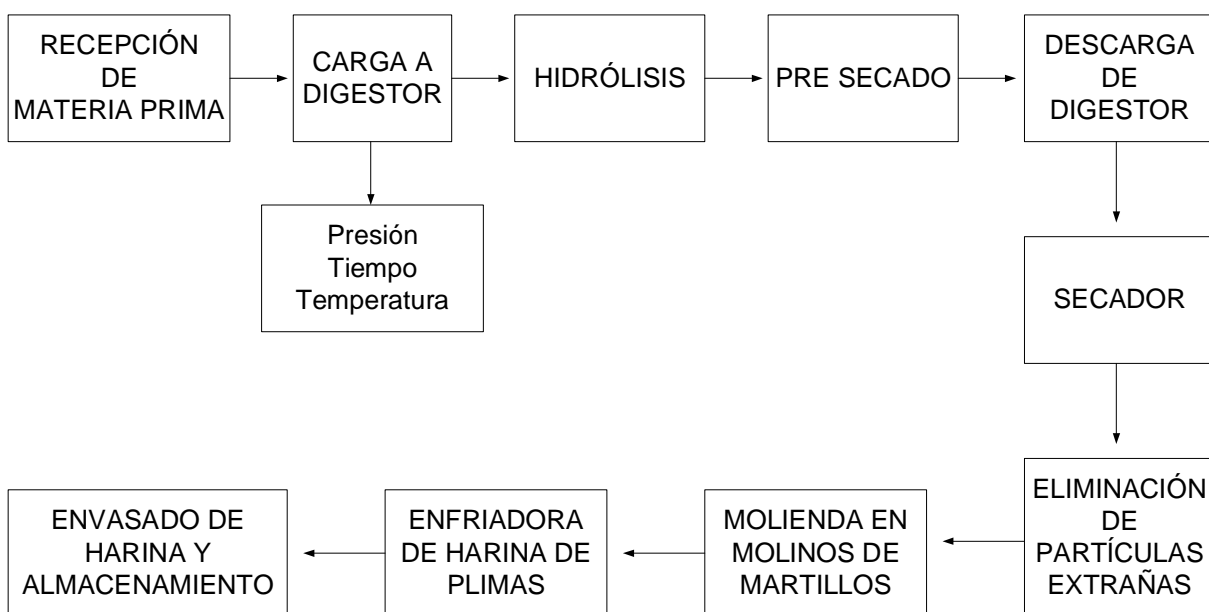 RECEPCIÓN
DE
MATERIA PRIMA
CARGA A
DIGESTOR
HIDRÓLISIS
PRE SECADO
DESCARGA
DE
DIGESTOR
Presión
Tiempo
Temperatura
SECADOR
ELIMINACIÓN
DE
PARTÍCULAS
EXTRAÑAS
MOLIENDA EN
MOLINOS DE
MARTILLOS
ENFRIADORA
DE HARINA DE
PLIMAS
ENVASADO DE
HARINA Y
ALMACENAMIENTO